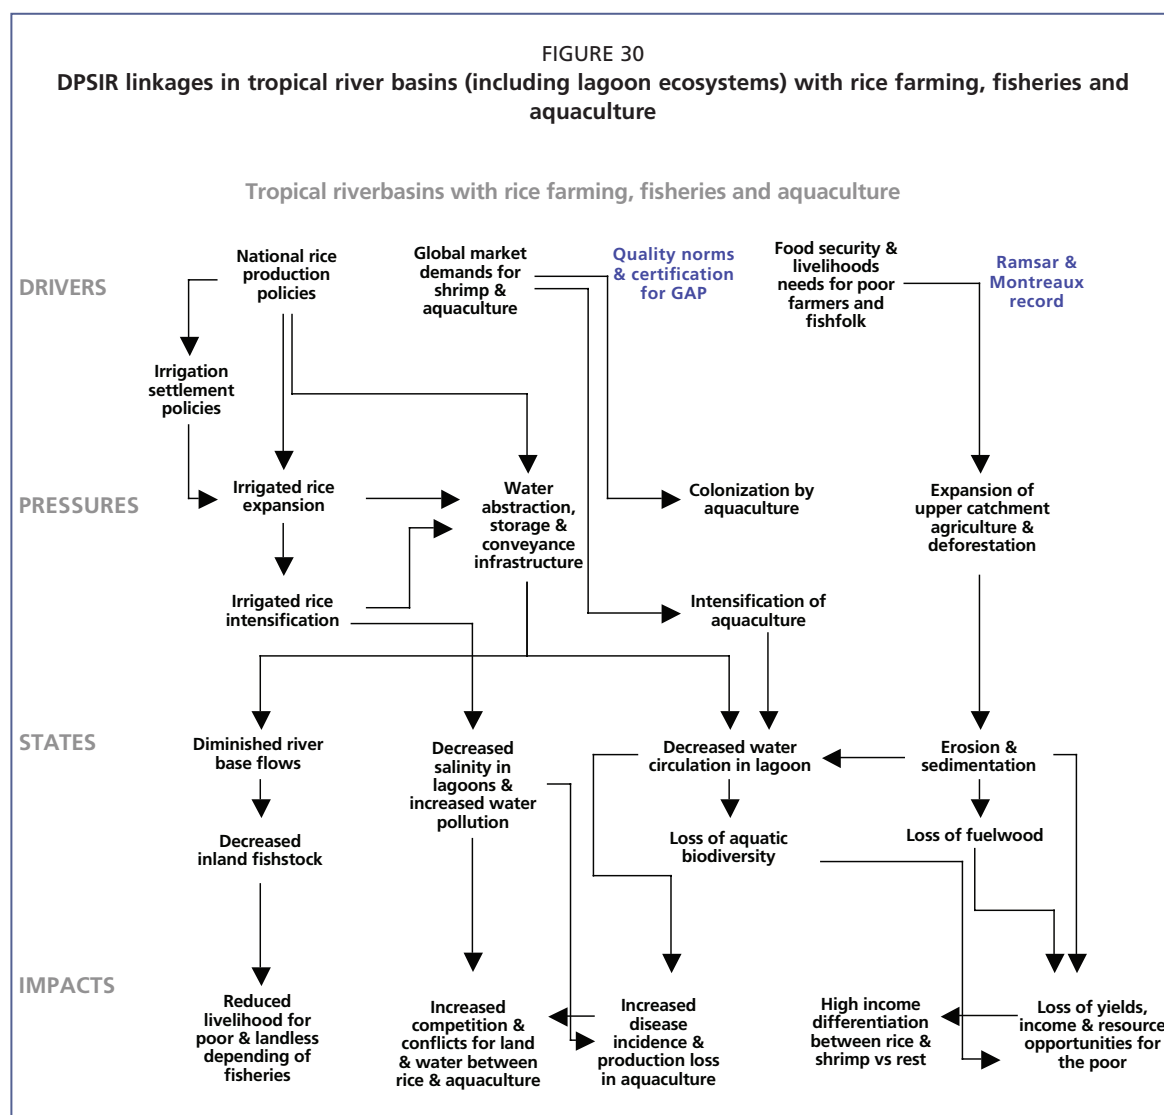 FIGURE 30
DPSIR linkages in tropical river basins (including lagoon ecosystems) with rice farming, fisheries and
aquaculture
Tropical riverbasins with rice farming, fisheries and aquaculture
DRIVERS
National rice
production
policies
Global market
demands for
shrimp &
aquaculture
Quality norms
& certification
for GAP
Food security &
livelihoods
needs for poor
farmers and
fishfolk
Ramsar &
Montreaux
record
Irrigation
settlement
policies
PRESSURES
Irrigated rice
expansion
Water
abstraction,
storage &
conveyance
infrastructure
Colonization by
aquaculture
Expansion of
upper catchment
agriculture &
deforestation
Irrigated rice
intensification
Intensification of
aquaculture
STATES
Diminished river
base flows
Decreased
salinity in
lagoons &
increased water
pollution
Decreased water
circulation in lagoon
Erosion &
sedimentation
Decreased
inland fishstock
Loss of aquatic
biodiversity
Loss of fuelwood
IMPACTS
Reduced
livelihood for
poor & landless
depending of
fisheries
Increased
competition &
conflicts for land
& water between
rice & aquaculture
Increased
disease
incidence &
production loss
in aquaculture
High income
differentiation
between rice &
shrimp vs rest
Loss of yields,
income & resource
opportunities for
the poor